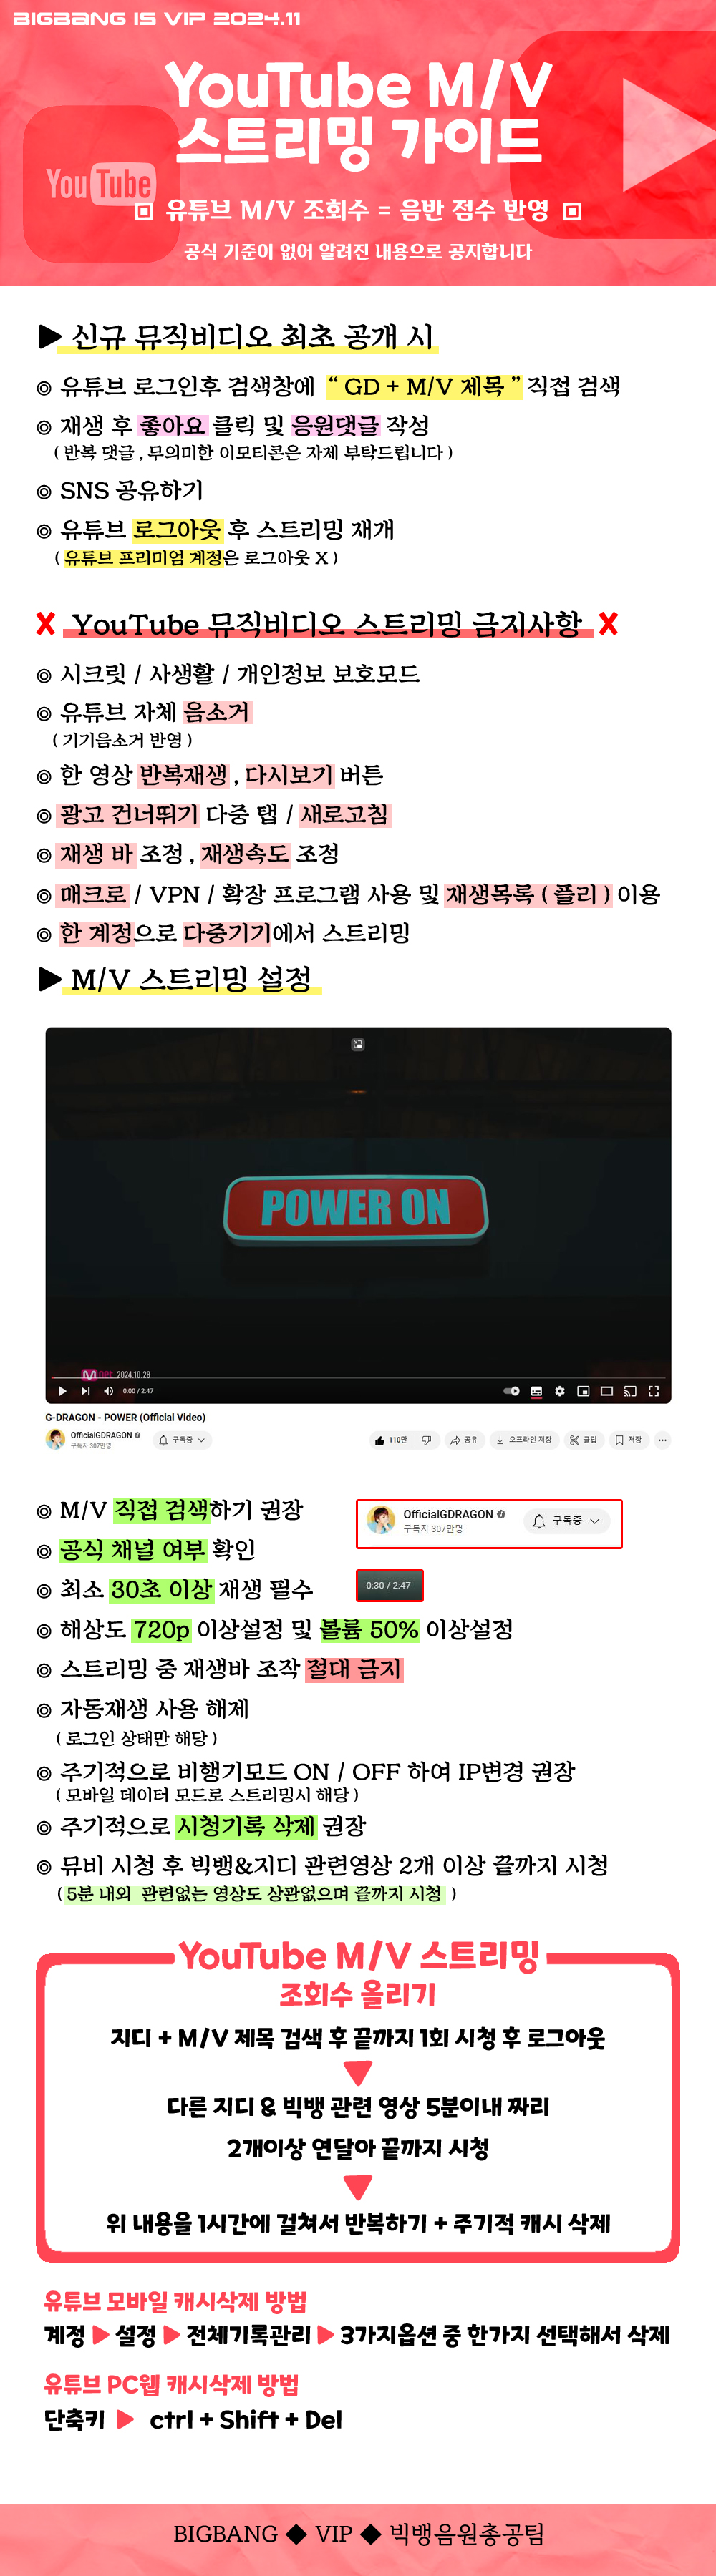 BIGBANG IS VIP 2024.11
YouTube M/V
스트리밍 가이드
YouTube
유튜브 M/V 조회수 = 음반 점수 반영
공식 기준이 없어 알려진 내용으로 공지합니다
▶ 신규 뮤직비디오 최초 공개 시
◎ 유튜브 로그인후 검색창에 “ GD + M/V 제목 ” 직접 검색
◎ 재생 후 좋아요 클릭 및 응원댓글 작성
( 반복 댓글 , 무의미한 이모티콘은 자제 부탁드립니다 )
◎ SNS 공유하기
◎ 유튜브 로그아웃 후 스트리밍 재개
( 유튜브 프리미엄 계정은 로그아웃 X )
X YouTube 뮤직비디오 스트리밍 금지사항 X
◎ 시크릿 / 사생활 / 개인정보 보호모드
◎ 유튜브 자체 음소거
( 기기음소거 반영 )
◎ 한 영상 반복재생 , 다시보기 버튼
◎ 광고 건너뛰기 다중 탭 / 새로고침
◎ 재생 바 조정 , 재생속도 조정
◎ 매크로 / VPN / 확장 프로그램 사용 및 재생목록 ( 플리 ) 이용
◎ 한 계정으로 다중기기에서 스트리밍
▶ M/V 스트리밍 설정
POWER ON
Mnet 2024.10.28
0:00 / 2:47
G-DRAGON - POWER (Official Video)
OfficialGDRAGON
구독자 307만명
구독중
110만
공유
오프라인 저장
클립
저장
◎ M/V 직접 검색하기 권장
OfficialGDRAGON
구독자 307만명
구독중
◎ 공식 채널 여부 확인
◎ 최소 30초 이상 재생 필수
0:30 / 2:47
◎ 해상도 720p 이상설정 및 볼륨 50% 이상설정
◎ 스트리밍 중 재생바 조작 절대 금지
◎ 자동재생 사용 해제
( 로그인 상태만 해당 )
◎ 주기적으로 비행기모드 ON / OFF 하여 IP변경 권장
( 모바일 데이터 모드로 스트리밍시 해당 )
◎ 주기적으로 시청기록 삭제 권장
◎ 뮤비 시청 후 빅뱅&지디 관련영상 2개 이상 끝까지 시청
( 5분 내외 관련없는 영상도 상관없으며 끝까지 시청 )
YouTube M/V 스트리밍
조회수 올리기
지디 + M/V 제목 검색 후 끝까지 1회 시청 후 로그아웃
다른 지디 & 빅뱅 관련 영상 5분이내 짜리
2개이상 연달아 끝까지 시청
위 내용을 1시간에 걸쳐서 반복하기 + 주기적 캐시 삭제
유튜브 모바일 캐시삭제 방법
계정 ▶ 설정 ▶ 전체기록관리 ▶ 3가지옵션 중 한가지 선택해서 삭제
유튜브 PC웹 캐시삭제 방법
단축키 ▶ ctrl + Shift + Del
BIGBANG ◆ VIP ◆ 빅뱅음원총공팀